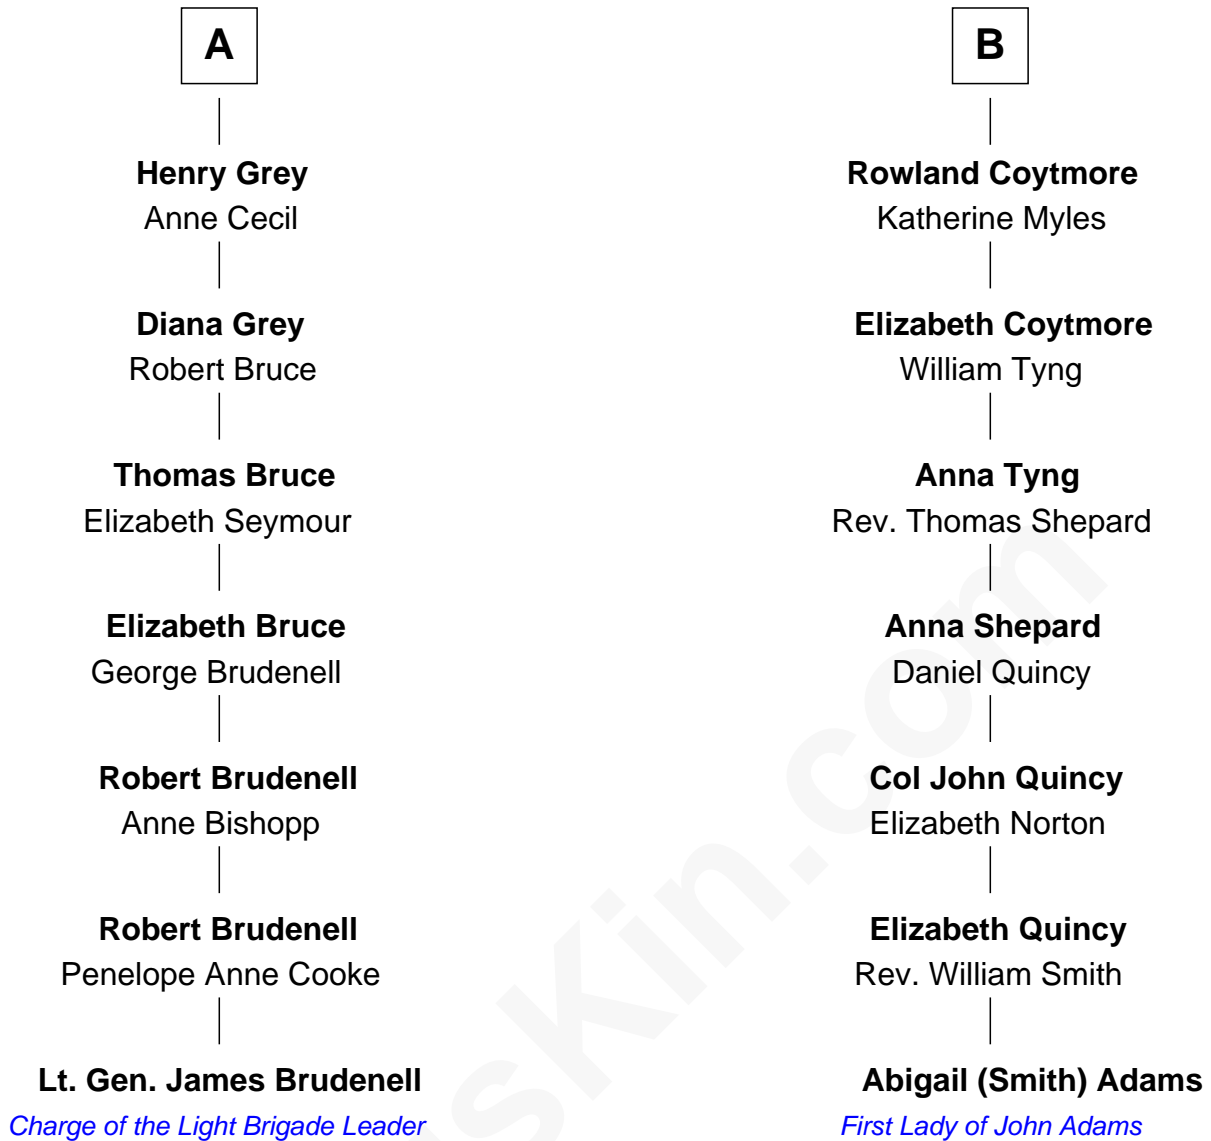 A
B
Henry Grey
Anne Cecil
Rowland Coytmore
Katherine Myles
Diana Grey
Robert Bruce
Elizabeth Coytmore
William Tyng
Thomas Bruce
Elizabeth Seymour
Anna Tyng
Rev. Thomas Shepard
Elizabeth Bruce
George Brudenell
Anna Shepard
Daniel Quincy
Robert Brudenell
Anne Bishopp
Col John Quincy
Elizabeth Norton
Robert Brudenell
Penelope Anne Cooke
Elizabeth Quincy
Rev. William Smith
Lt. Gen. James Brudenell
Charge of the Light Brigade Leader
Abigail (Smith) Adams
First Lady of John Adams
sKin.com